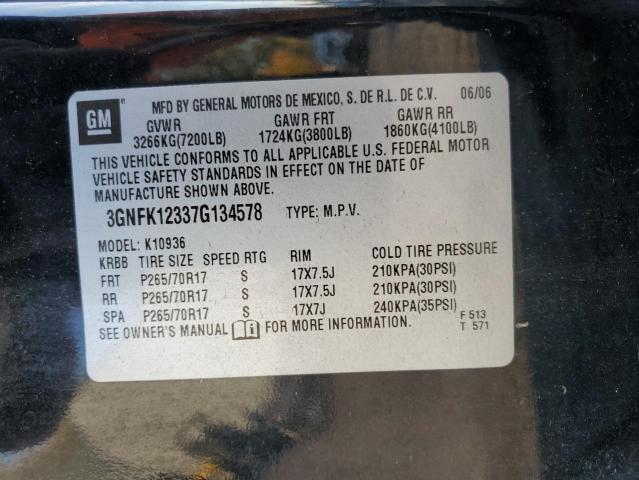 GM
MFD BY GENERAL MOTORS DE MEXICO, S. DE R.L. DE C.V. 06/06
GVWR GAWR FRT GAWR RR
3266KG(7200LB) 1724KG(3800LB) 1860KG(4100LB)
THIS VEHICLE CONFORMS TO ALL APPLICABLE U.S. FEDERAL MOTOR
VEHICLE SAFETY STANDARDS IN EFFECT ON THE DATE OF
MANUFACTURE SHOWN ABOVE.
3GNFK12337G134578 TYPE: M.P.V.
MODEL: K10936
KRBB TIRE SIZE SPEED RTG RIM COLD TIRE PRESSURE
FRT P265/70R17 S 17X7.5J 210KPA(30PSI)
RR P265/70R17 S 17X7.5J 210KPA(30PSI)
SPA P265/70R17 S 17X7J 240KPA(35PSI)
SEE OWNER'S MANUAL FOR MORE INFORMATION.
F 513
T 571